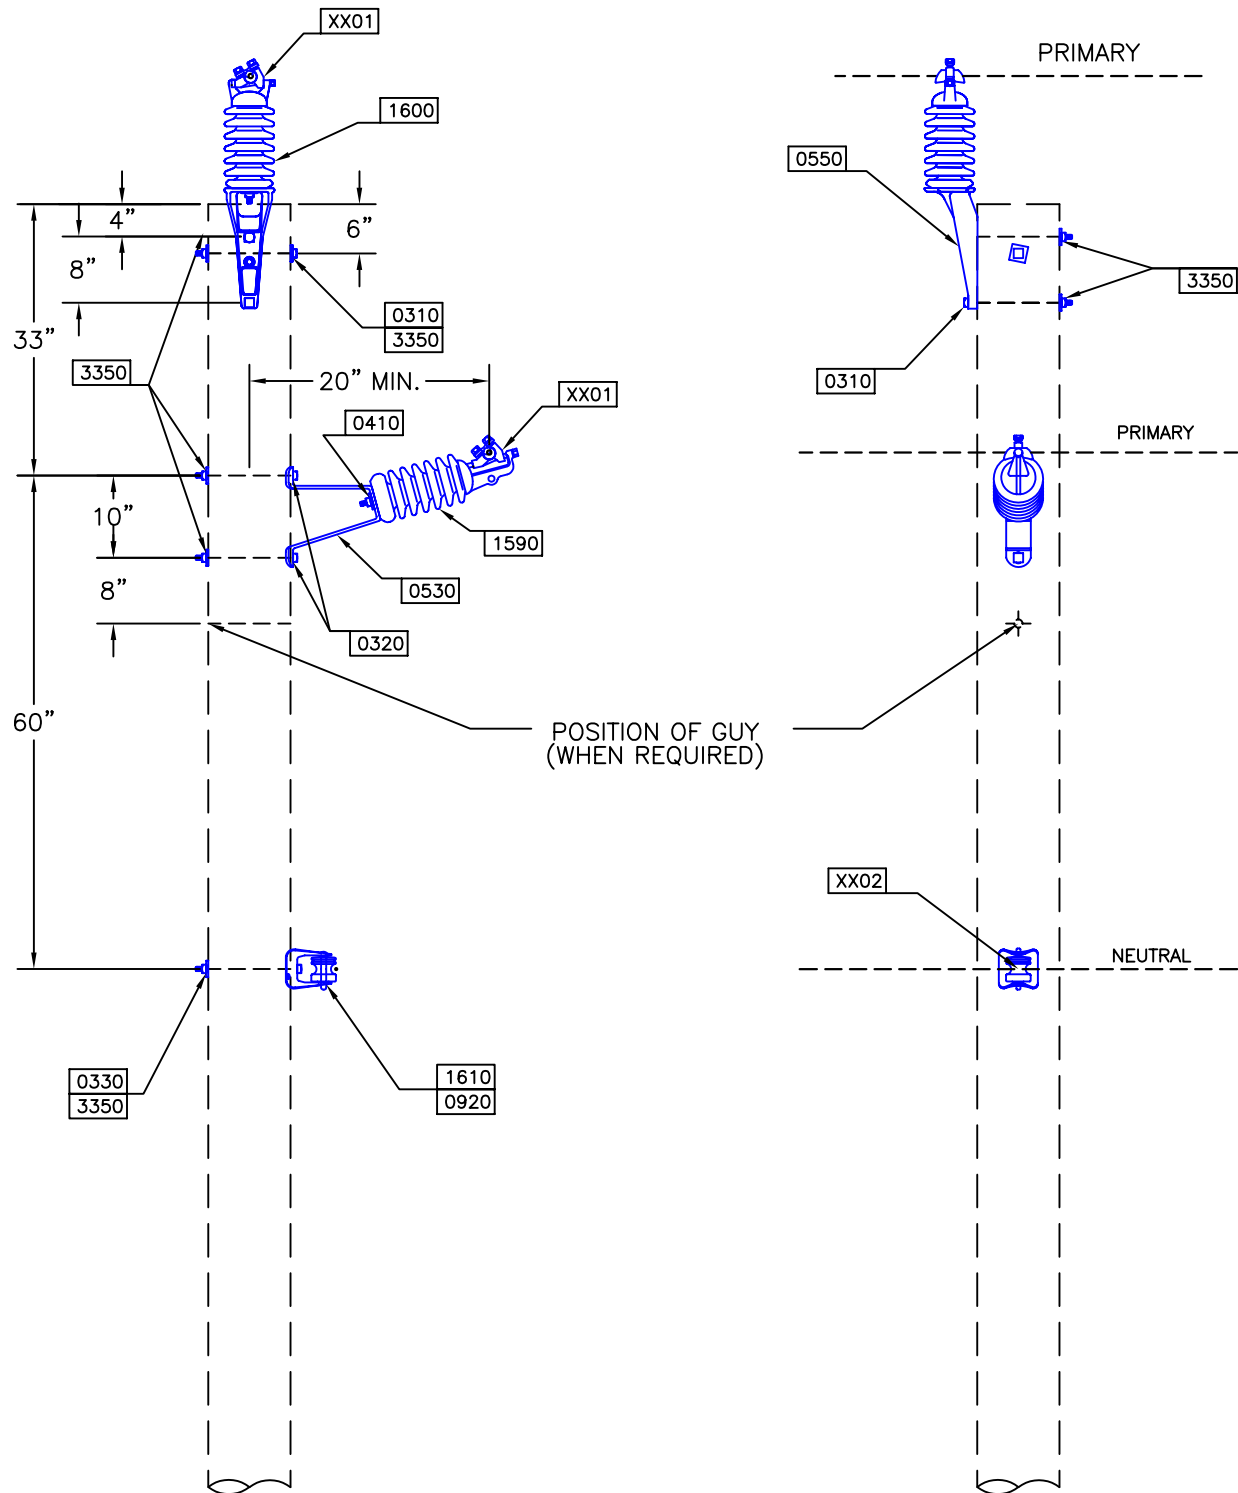 XX01
PRIMARY
1600
0550
4"
6"
8"
3350
0310
3350
33"
3350
20" MIN.
0310
XX01
0410
PRIMARY
10"
1590
0530
8"
0320
60"
POSITION OF GUY
(WHEN REQUIRED)
XX02
NEUTRAL
0330
3350
1610
0920